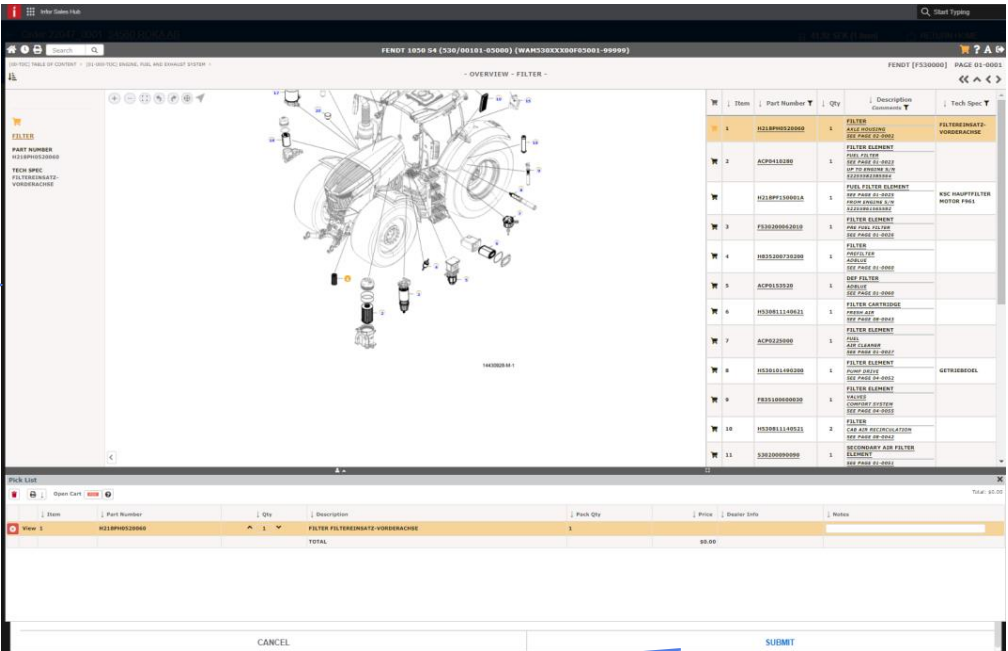 Infor Sales Hub
Start Typing
Search
FENDT 1050 S4 (530/00101-05000) (WAM530XXX00F05001-99999)
? A
[00-TOC] TABLE OF CONTENT > [01-000-TOC] ENGINE, FUEL AND EXHAUST SYSTEM >
- OVERVIEW - FILTER -
FENDT [F530000] PAGE 01-0001
FILTER
PART NUMBER
H218PH0520060
TECH SPEC
FILTEREINSATZ-
VORDERACHSE
14430828-M-1
Item Part Number Qty Description Comments Tech Spec
1 H218PH0520060 1 FILTER
AXLE HOUSING
SEE PAGE 02-0002
FILTEREINSATZ-
VORDERACHSE
2 ACP0410280 1 FILTER ELEMENT
FUEL FILTER
SEE PAGE 01-0025
UP TO ENGINE S/N
H218PF150001A 1 FUEL FILTER ELEMENT
SEE PAGE 01-0025
FROM ENGINE S/N
KSC HAUPTFILTER
MOTOR F961
3 F530200062010 1 FILTER ELEMENT
PRE FUEL FILTER
SEE PAGE 01-0026
4 H835200730200 1 FILTER
PREFILTER
ADBLUE
SEE PAGE 01-0060
5 ACP0153520 1 DEF FILTER
ADBLUE
SEE PAGE 01-0060
6 H530811140621 1 FILTER CARTRIDGE
FRESH AIR
SEE PAGE 08-0043
7 ACP0225000 1 FILTER ELEMENT
FUEL
AIR CLEANER
SEE PAGE 01-0027
8 H530101490200 1 FILTER ELEMENT
PUMP DRIVE
SEE PAGE 04-0052
GETRIEBEOEL
9 F835100600030 1 FILTER ELEMENT
VALVES
COMFORT SYSTEM
SEE PAGE 04-0055
10 H530811140521 2 FILTER
CAB AIR RECIRCULATION
SEE PAGE 08-0042
11 530200090090 1 SECONDARY AIR FILTER
ELEMENT
SEE PAGE 01-0051
Pick List
Open Cart
Total: $0.00
Item Part Number Qty Description Pack Qty Price Dealer Info Notes
View 1 H218PH0520060 1 FILTER FILTEREINSATZ-VORDERACHSE 1
TOTAL $0.00
CANCEL SUBMIT